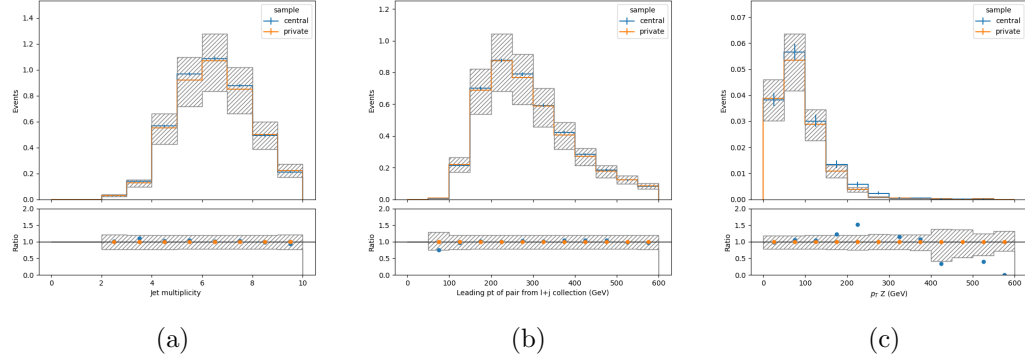 sample
central
private
Events
1.4
1.2
1.0
0.8
0.6
0.4
0.2
0.0
Ratio
2.0
1.5
1.0
0.5
0.0
0 2 4 6 8 10
Jet multiplicity
(a)
sample
central
private
Events
1.2
1.0
0.8
0.6
0.4
0.2
0.0
Ratio
2.0
1.5
1.0
0.5
0.0
0 100 200 300 400 500 600
Leading pt of pair from l+j collection (GeV)
(b)
sample
central
private
Events
0.07
0.06
0.05
0.04
0.03
0.02
0.01
0.00
Ratio
2.0
1.5
1.0
0.5
0.0
0 100 200 300 400 500 600
p_T Z (GeV)
(c)